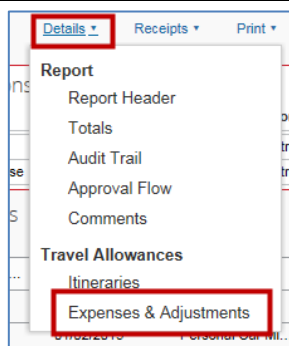 Details ▾ Receipts ▾ Print ▾
Report
Report Header
Totals
Audit Trail
Approval Flow
Comments
Travel Allowances
Itineraries
Expenses & Adjustments